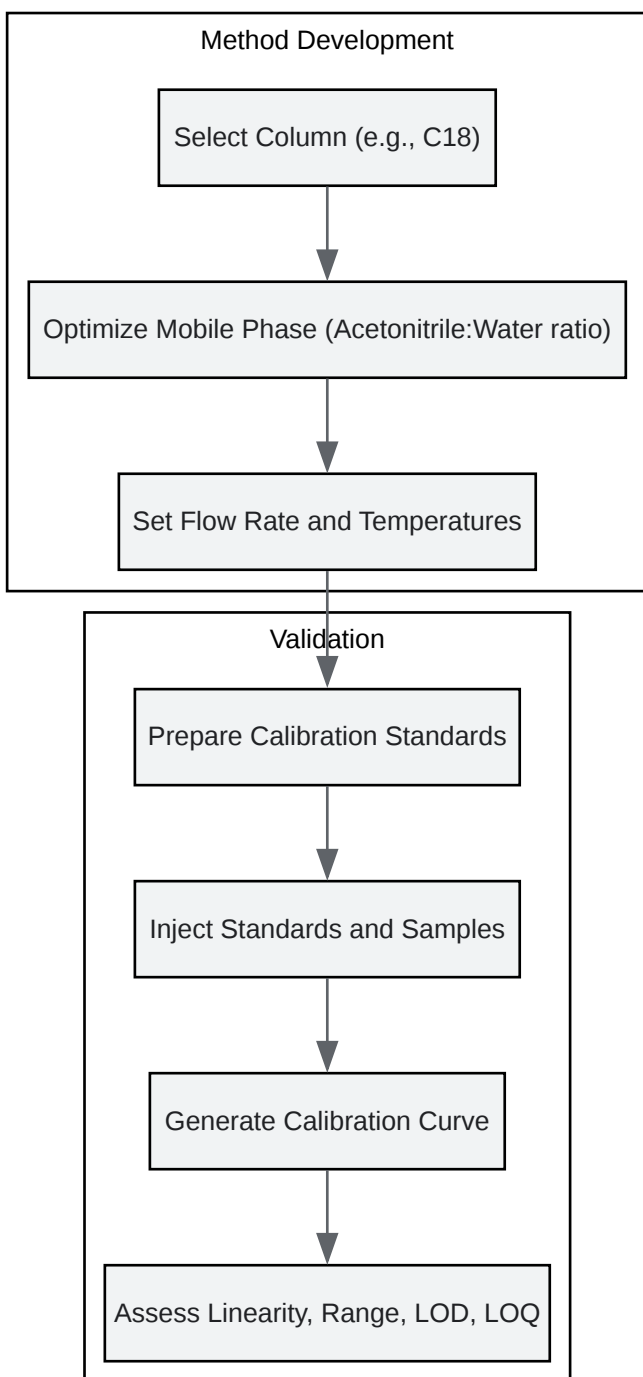 Method Development
Select Column (e.g., C18)
Optimize Mobile Phase (Acetonitrile:Water ratio)
Set Flow Rate and Temperatures
Validation
Prepare Calibration Standards
Inject Standards and Samples
Generate Calibration Curve
Assess Linearity, Range, LOD, LOQ